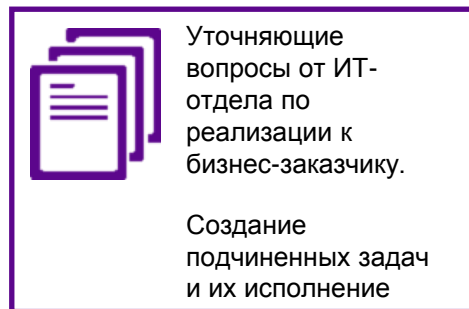 Уточняющие
вопросы от ИТ-
отдела по
реализации к
бизнес-заказчику.
Создание
подчиненных задач
и их исполнение